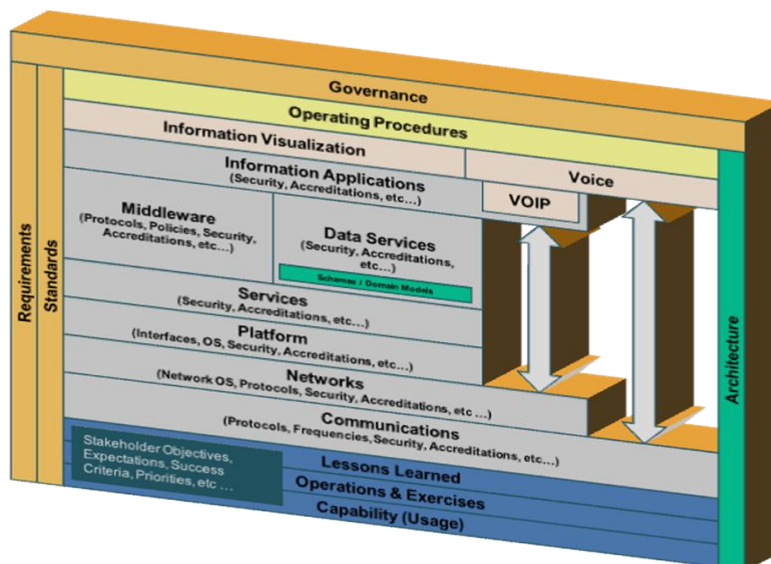 Governance
Operating Procedures
Information Visualization
Voice
Information Applications
(Security, Accreditations, etc...)
VOIP
Middleware
(Protocols, Policies, Security,
Accreditations, etc...)
Data Services
(Security, Accreditations,
etc...)
Schemas / Domain Models
Services
(Security, Accreditations, etc...)
Platform
(Interfaces, OS, Security, Accreditations, etc...)
Networks
(Network OS, Protocols, Security, Accreditations, etc ...)
Communications
(Protocols, Frequencies, Security, Accreditations, etc...)
Requirements
Standards
Architecture
Stakeholder Objectives,
Expectations, Success
Criteria, Priorities, etc ...
Lessons Learned
Operations & Exercises
Capability (Usage)